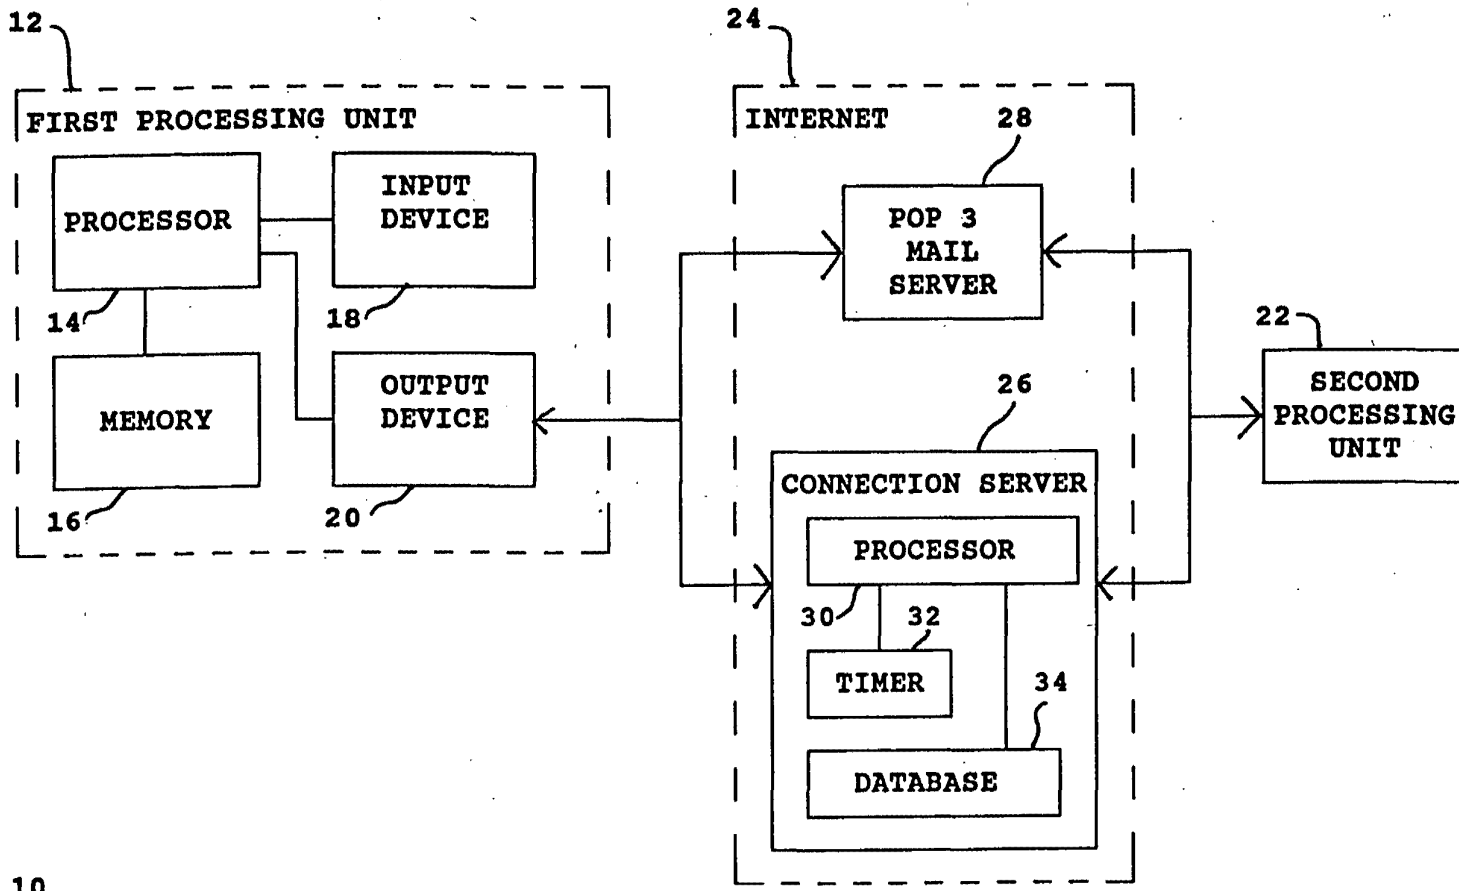 12
24
FIRST PROCESSING UNIT
INTERNET
28
PROCESSOR
INPUT
DEVICE
POP 3
MAIL
SERVER
14
18
22
MEMORY
OUTPUT
DEVICE
26
SECOND
PROCESSING
UNIT
16
20
CONNECTION SERVER
PROCESSOR
30
32
TIMER
34
DATABASE
10